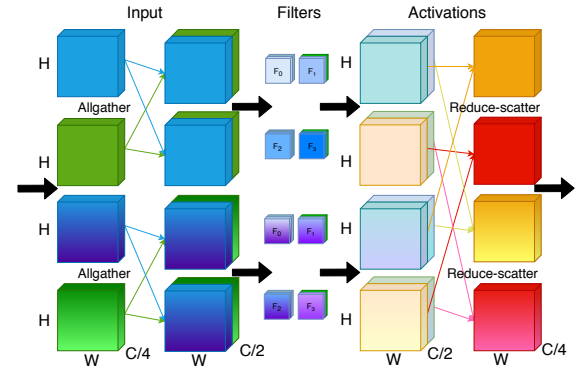 Input Filters Activations
H
F0 F1
Allgather Reduce-scatter
F2 F3
H H
H F0 F1 H
Allgather Reduce-scatter
F2 F3
H H
W C/4 W C/2 W C/2 W C/4